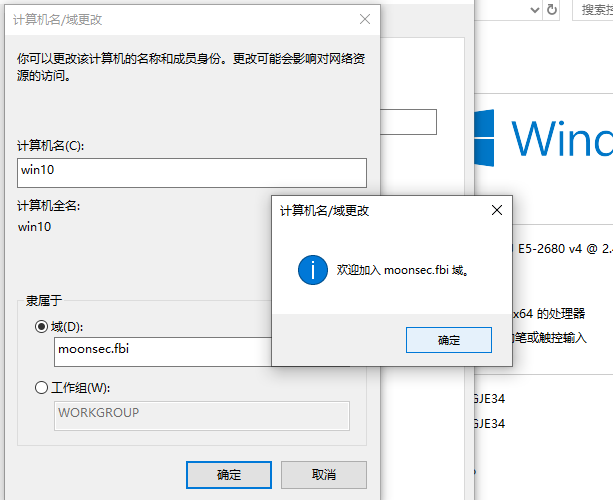 计算机名/域更改
搜索控
你可以更改该计算机的名称和成员身份。更改可能会影响对网络资
源的访问。
计算机名(C):
win10
计算机全名:
win10
隶属于
域(D):
moonsec.fbi
工作组(W):
WORKGROUP
确定
取消
计算机名/域更改
欢迎加入 moonsec.fbi 域。
确定
Wind
E5-2680 v4 @ 2.
x64 的处理器
笔或触控输入
GJE34
GJE34